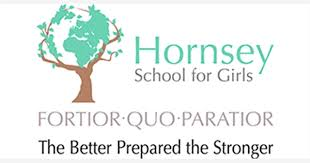 Hornsey
School for Girls
FORTIOR·QUO·PARATIOR
The Better Prepared the Stronger